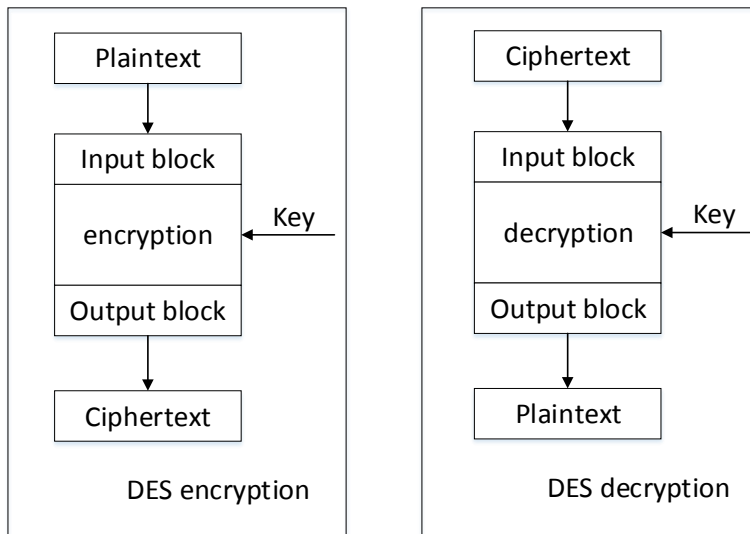 Plaintext
Input block
encryption
Key
Output block
Ciphertext
DES encryption
Ciphertext
Input block
decryption
Key
Output block
Plaintext
DES decryption